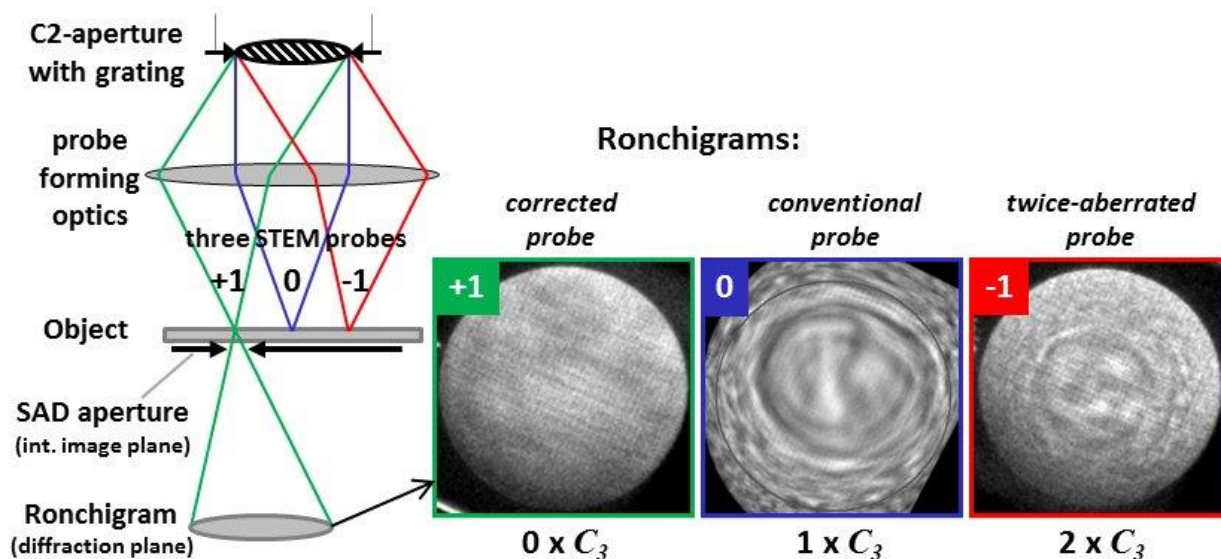 C2-aperture
with grating
probe
forming
optics
three STEM probes
+1 0 -1
Object
SAD aperture
(int. image plane)
Ronchigram
(diffraction plane)
Ronchigrams:
corrected
probe
conventional
probe
twice-aberrated
probe
+1
0
-1
0 x C₃
1 x C₃
2 x C₃